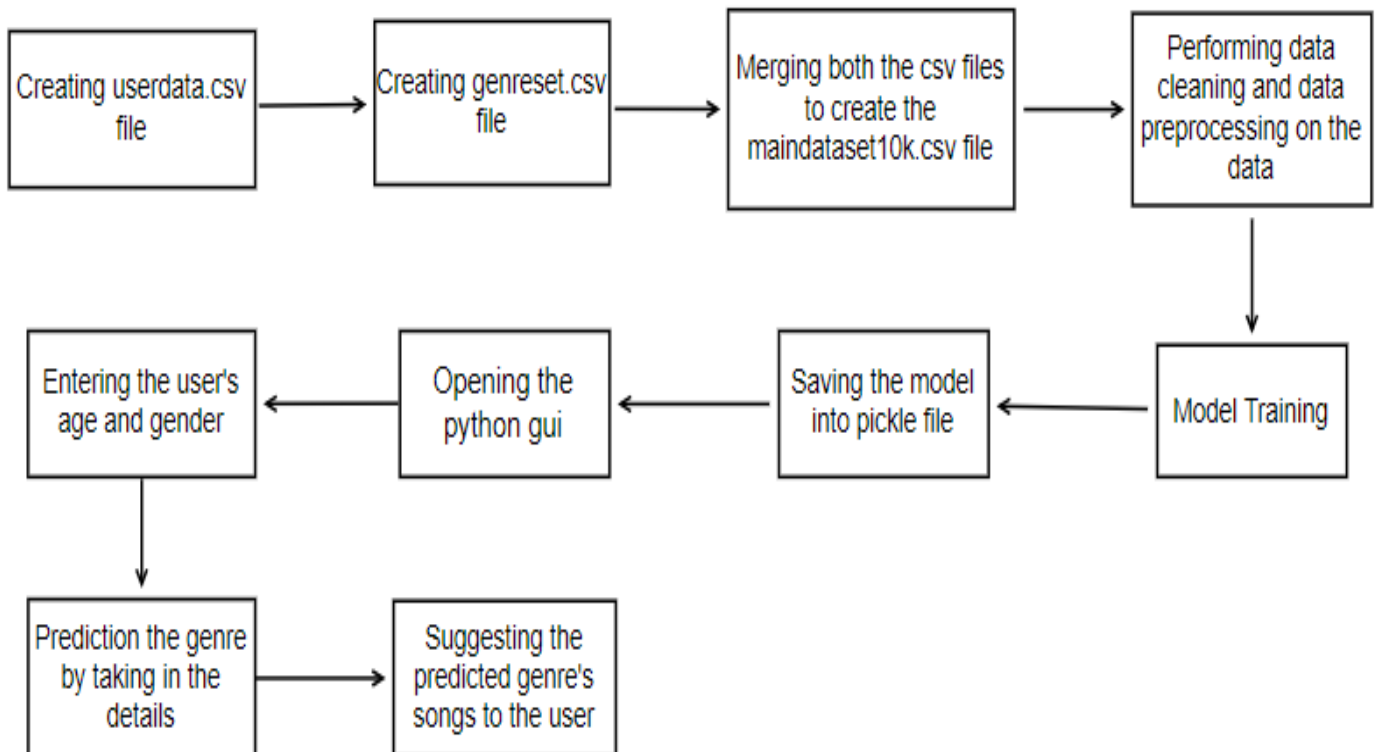 Creating userdata.csv
file
Creating genreset.csv
file
Merging both the csv files
to create the
maindataset10k.csv file
Performing data
cleaning and data
preprocessing on the
data
Entering the user's
age and gender
Opening the
python gui
Saving the model
into pickle file
Model Training
Prediction the genre
by taking in the
details
Suggesting the
predicted genre's
songs to the user